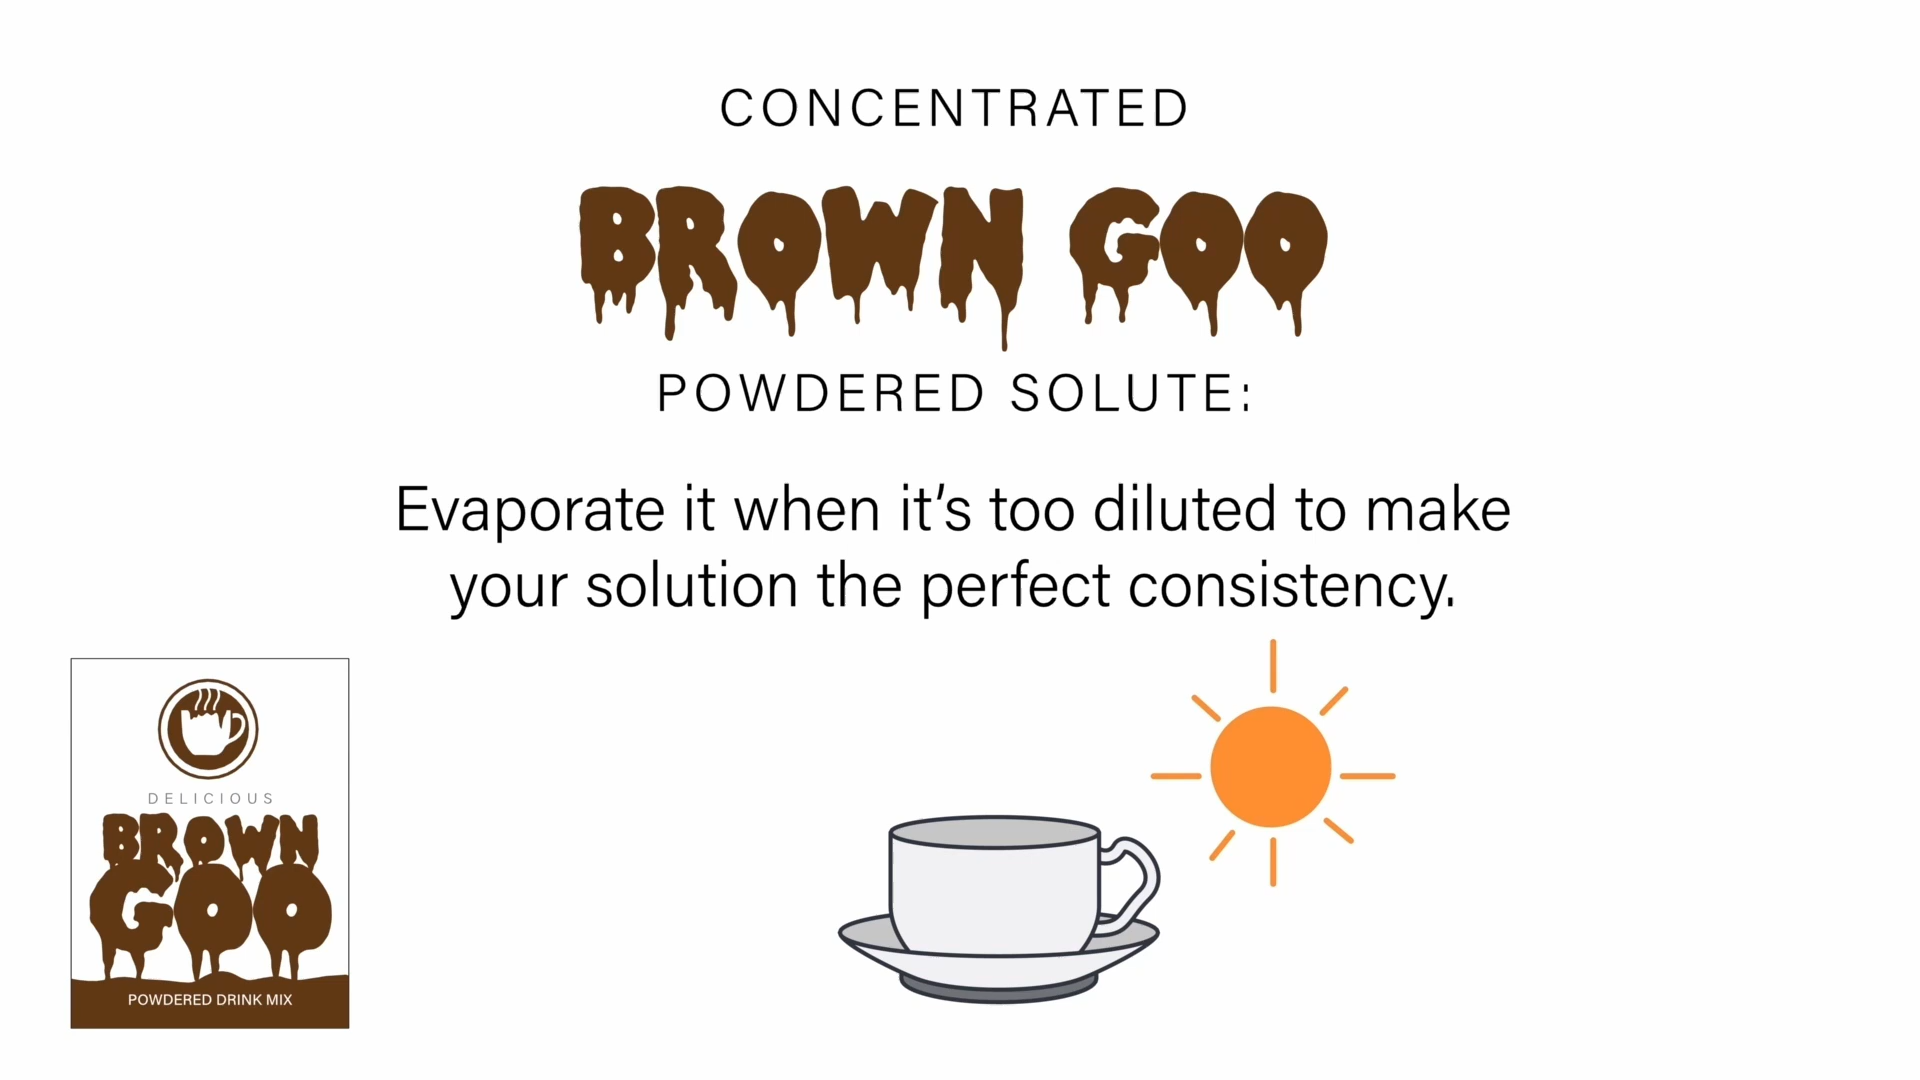 CONCENTRATED
BROWN GOO
POWDERED SOLUTE:
Evaporate it when it’s too diluted to make
your solution the perfect consistency.
DELICIOUS
BROWN
GOO
POWDERED DRINK MIX